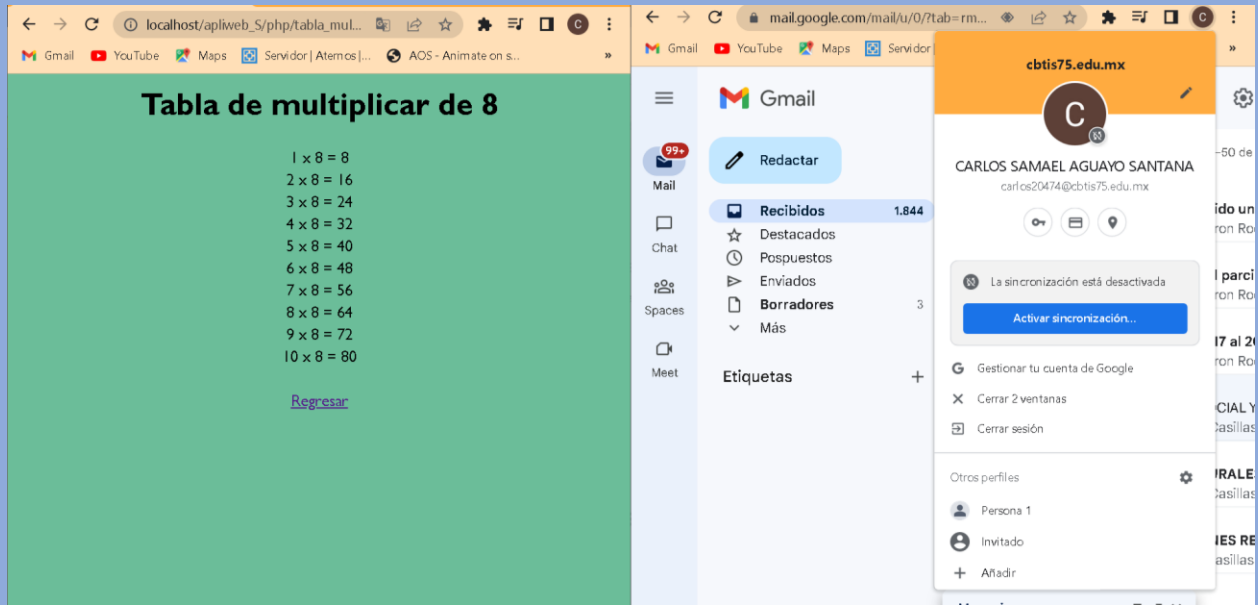 localhost/apliweb_S/php/tabla_mul...
Gmail YouTube Maps Servidor | Aternos |... AOS - Animate on s... »
Tabla de multiplicar de 8
1 x 8 = 8
2 x 8 = 16
3 x 8 = 24
4 x 8 = 32
5 x 8 = 40
6 x 8 = 48
7 x 8 = 56
8 x 8 = 64
9 x 8 = 72
10 x 8 = 80
Regresar
mail.google.com/mail/u/0/?tab=rm...
Gmail YouTube Maps Servidor »
Gmail
99+
Mail
Chat
Spaces
Meet
Redactar
Recibidos 1.844
Destacados
Pospuestos
Enviados
Borradores 3
Más
Etiquetas +
cbtis75.edu.mx
C
CARLOS SAMAEL AGUAYO SANTANA
carlos20474@cbtis75.edu.mx
La sincronización está desactivada
Activar sincronización...
Gestionar tu cuenta de Google
Cerrar 2 ventanas
Cerrar sesión
Otros perfiles
Persona 1
Invitado
Añadir
-50 de
ido un
ron Ro
l parci
ron Ro
17 al 2
ron Ro
CIAL Y
Casillas
RALE
Casillas
NES RE
asillas